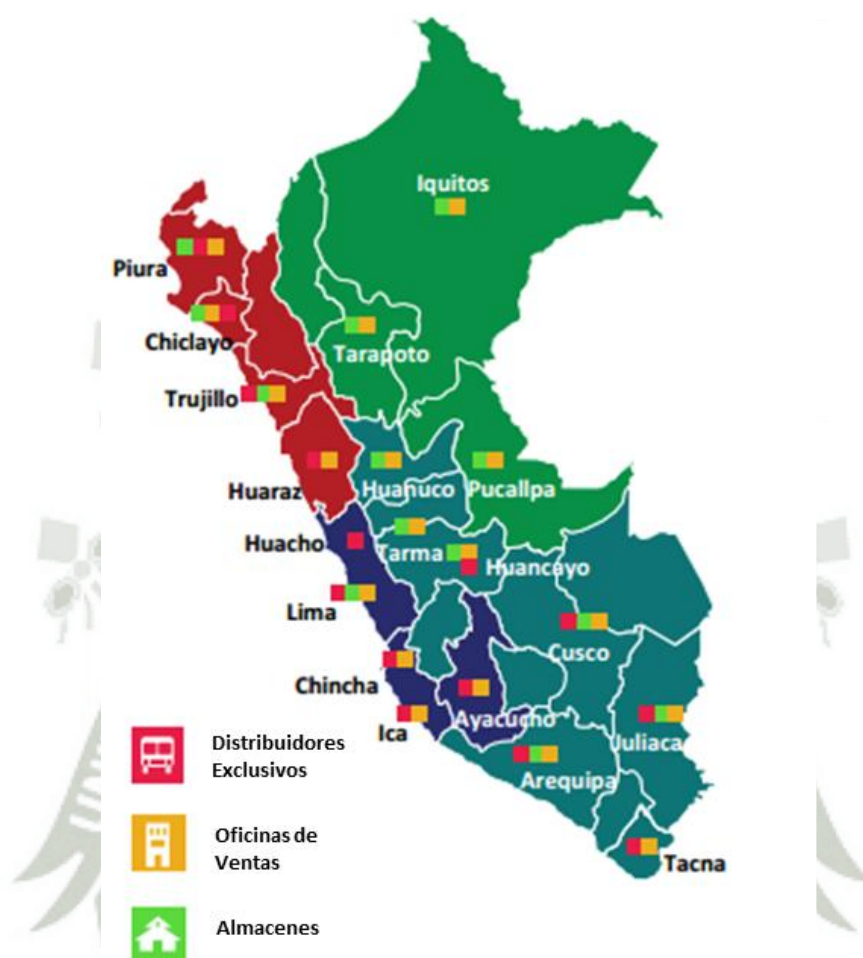 Iquitos
Piura
Chiclayo
Tarapoto
Trujillo
Huaraz
Huanuco
Pucallpa
Huacho
Tarma
Huancayo
Lima
Cusco
Chincha
Ayacucho
Ica
Juliaca
Arequipa
Tacna
Distribuidores
Exclusivos
Oficinas de
Ventas
Almacenes